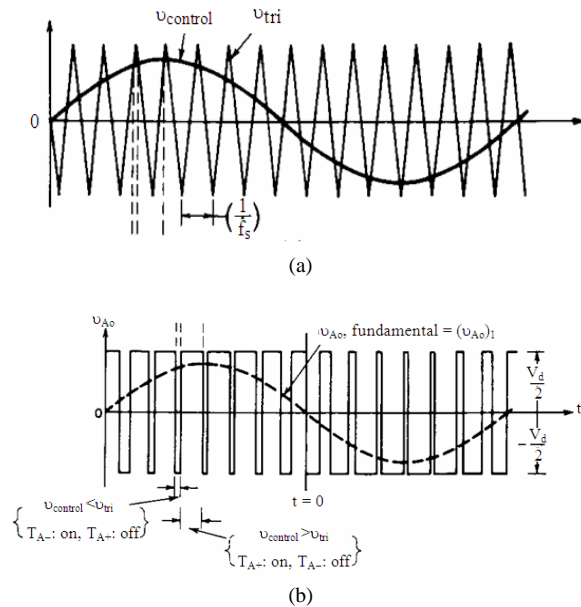 υcontrol
υtri
0
(1/fs)
(a)
υAo
υAo, fundamental = (υAo)1
0
Vd/2
t
-Vd/2
t = 0
υcontrol<υtri
{TA−: on, TA+: off}
υcontrol>υtri
{TA+: on, TA−: off}
(b)